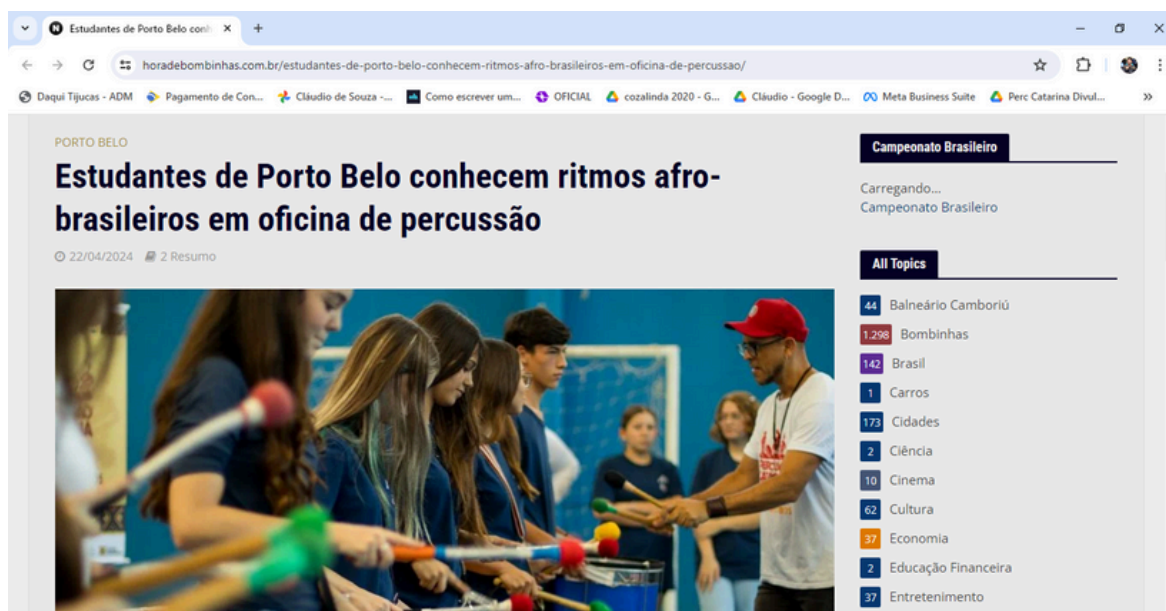 Estudantes de Porto Belo conh
horadebombinhas.com.br/estudantes-de-porto-belo-conhecem-ritmos-afro-brasileiros-em-oficina-de-percussao/
Daqui Tijucas - ADM Pagamento de Con... Cláudio de Souza -... Como escrever um... OFICIAL cozalinda 2020 - G... Cláudio - Google D... Meta Business Suite Perc Catarina Divul... »
PORTO BELO
Estudantes de Porto Belo conhecem ritmos afro-
brasileiros em oficina de percussão
22/04/2024 2 Resumo
Campeonato Brasileiro
Carregando...
Campeonato Brasileiro
All Topics
44 Balneário Camboriú
1.298 Bombinhas
142 Brasil
1 Carros
173 Cidades
2 Ciência
10 Cinema
62 Cultura
37 Economia
2 Educação Financeira
37 Entretenimento